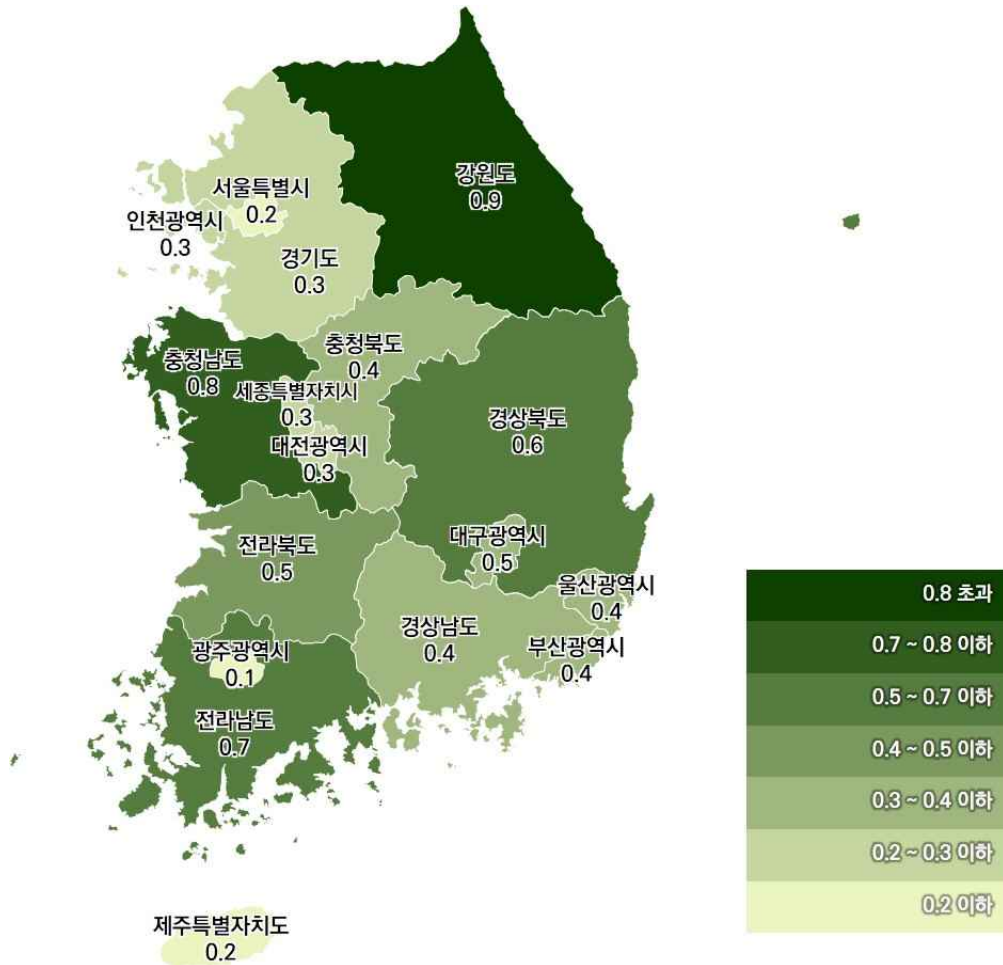 강원도
0.9
서울특별시
0.2
인천광역시
0.3
경기도
0.3
충청북도
0.4
충청남도
0.8
세종특별자치시
0.3
대전광역시
0.3
경상북도
0.6
전라북도
0.5
대구광역시
0.5
울산광역시
0.4
경상남도
0.4
부산광역시
0.4
광주광역시
0.1
전라남도
0.7
제주특별자치도
0.2
0.8 초과
0.7 ~ 0.8 이하
0.5 ~ 0.7 이하
0.4 ~ 0.5 이하
0.3 ~ 0.4 이하
0.2 ~ 0.3 이하
0.2 이하